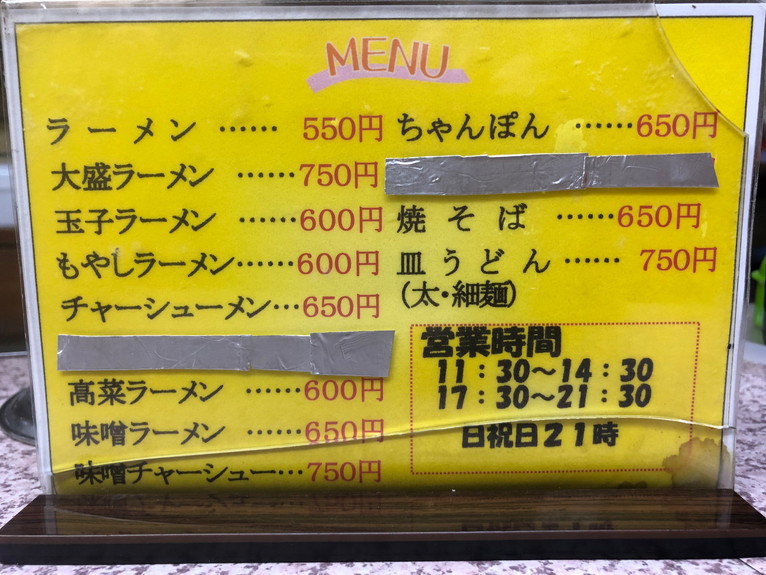 MENU
ラーメン …… 550円
大盛ラーメン ……750円
玉子ラーメン ……600円
もやしラーメン……600円
チャーシューメン…650円
高菜ラーメン ……600円
味噌ラーメン ……650円
味噌チャーシュー…750円
ちゃんぽん ……650円
焼そば ……650円
皿うどん…… 750円
(太・細麺)
営業時間
11：30〜14：30
17：30〜21：30
日祝日21時